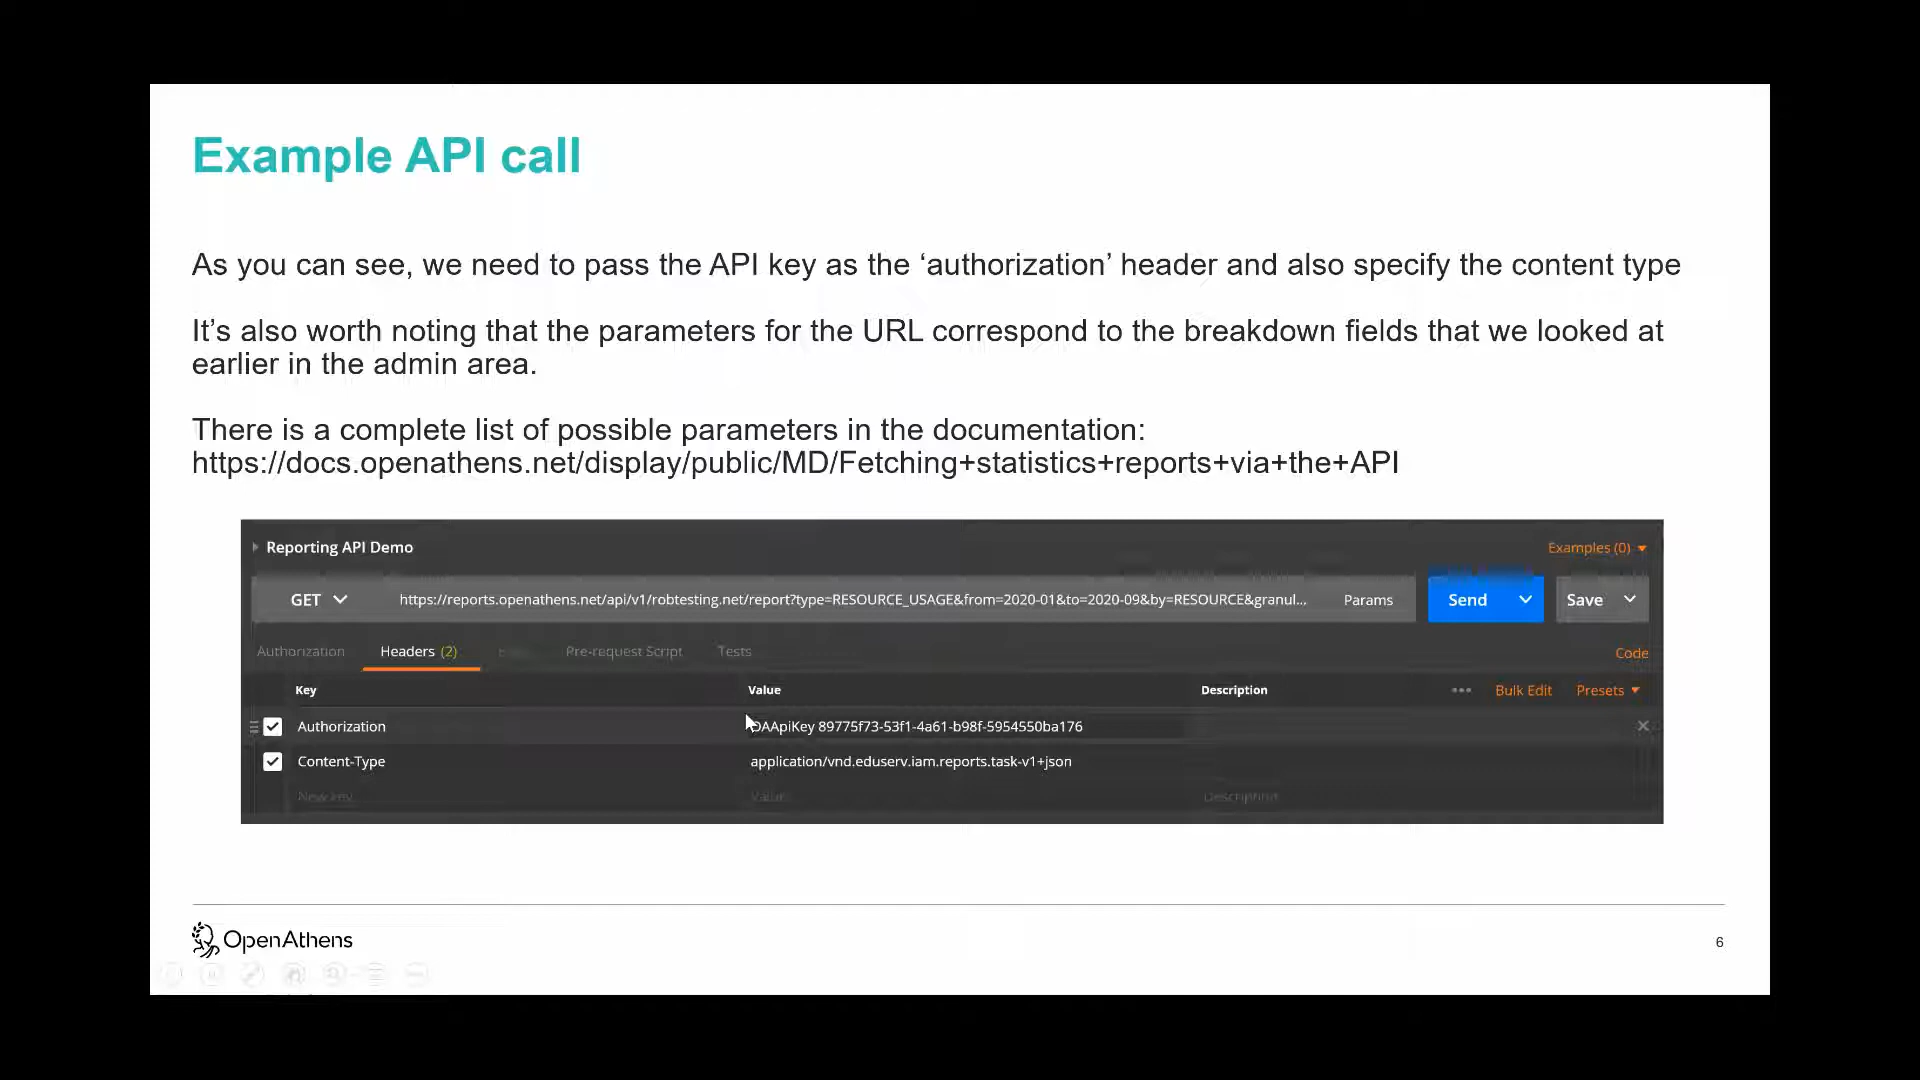 Example API call
As you can see, we need to pass the API key as the ‘authorization’ header and also specify the content type
It’s also worth noting that the parameters for the URL correspond to the breakdown fields that we looked at
earlier in the admin area.
There is a complete list of possible parameters in the documentation:
https://docs.openathens.net/display/public/MD/Fetching+statistics+reports+via+the+API
Reporting API Demo
Examples (0)
GET https://reports.openathens.net/api/v1/robtesting.net/report?type=RESOURCE_USAGE&from=2020-01&to=2020-09&by=RESOURCE&granul... Params Send Save
Authorization Headers (2) Pre-request Script Tests Code
Key Value Description ••• Bulk Edit Presets
Authorization OAApiKey 89775f73-53f1-4a61-b98f-5954550ba176
Content-Type application/vnd.eduserv.iam.reports.task-v1+json
New key Value Description
OpenAthens
6